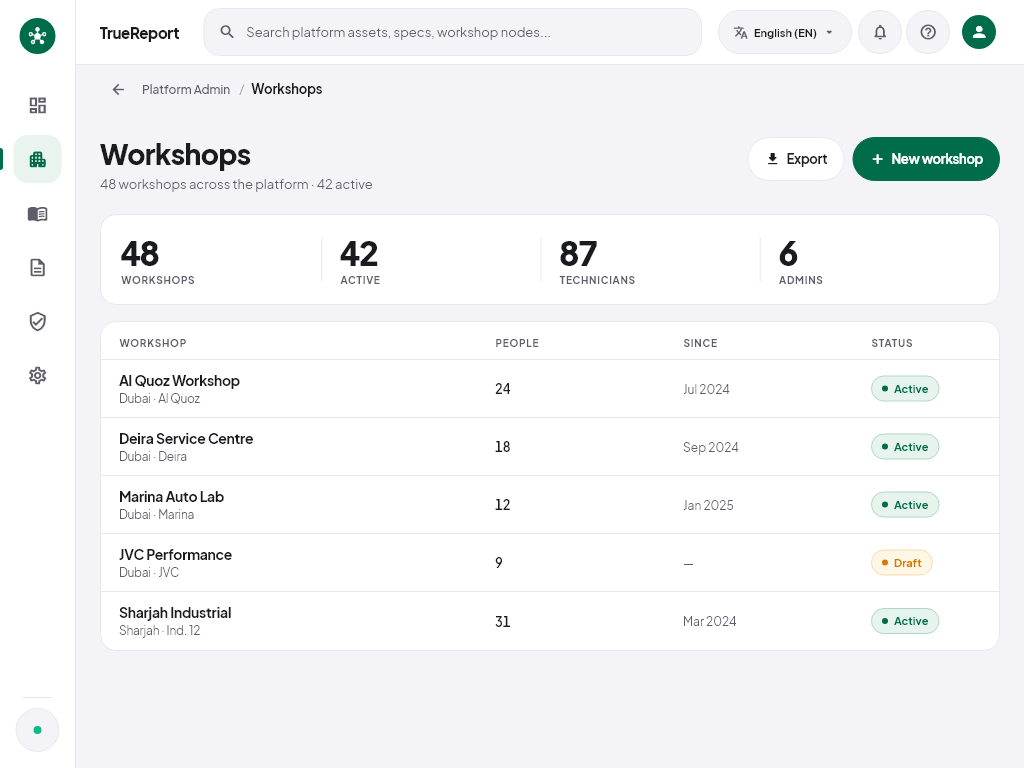 TrueReport
Search platform assets, specs, workshop nodes...
English (EN)
Platform Admin / Workshops
Workshops
48 workshops across the platform · 42 active
Export
+ New workshop
48
WORKSHOPS
42
ACTIVE
87
TECHNICIANS
6
ADMINS
WORKSHOP PEOPLE SINCE STATUS
Al Quoz Workshop
Dubai · Al Quoz
24
Jul 2024
Active
Deira Service Centre
Dubai · Deira
18
Sep 2024
Active
Marina Auto Lab
Dubai · Marina
12
Jan 2025
Active
JVC Performance
Dubai · JVC
9
—
Draft
Sharjah Industrial
Sharjah · Ind. 12
31
Mar 2024
Active